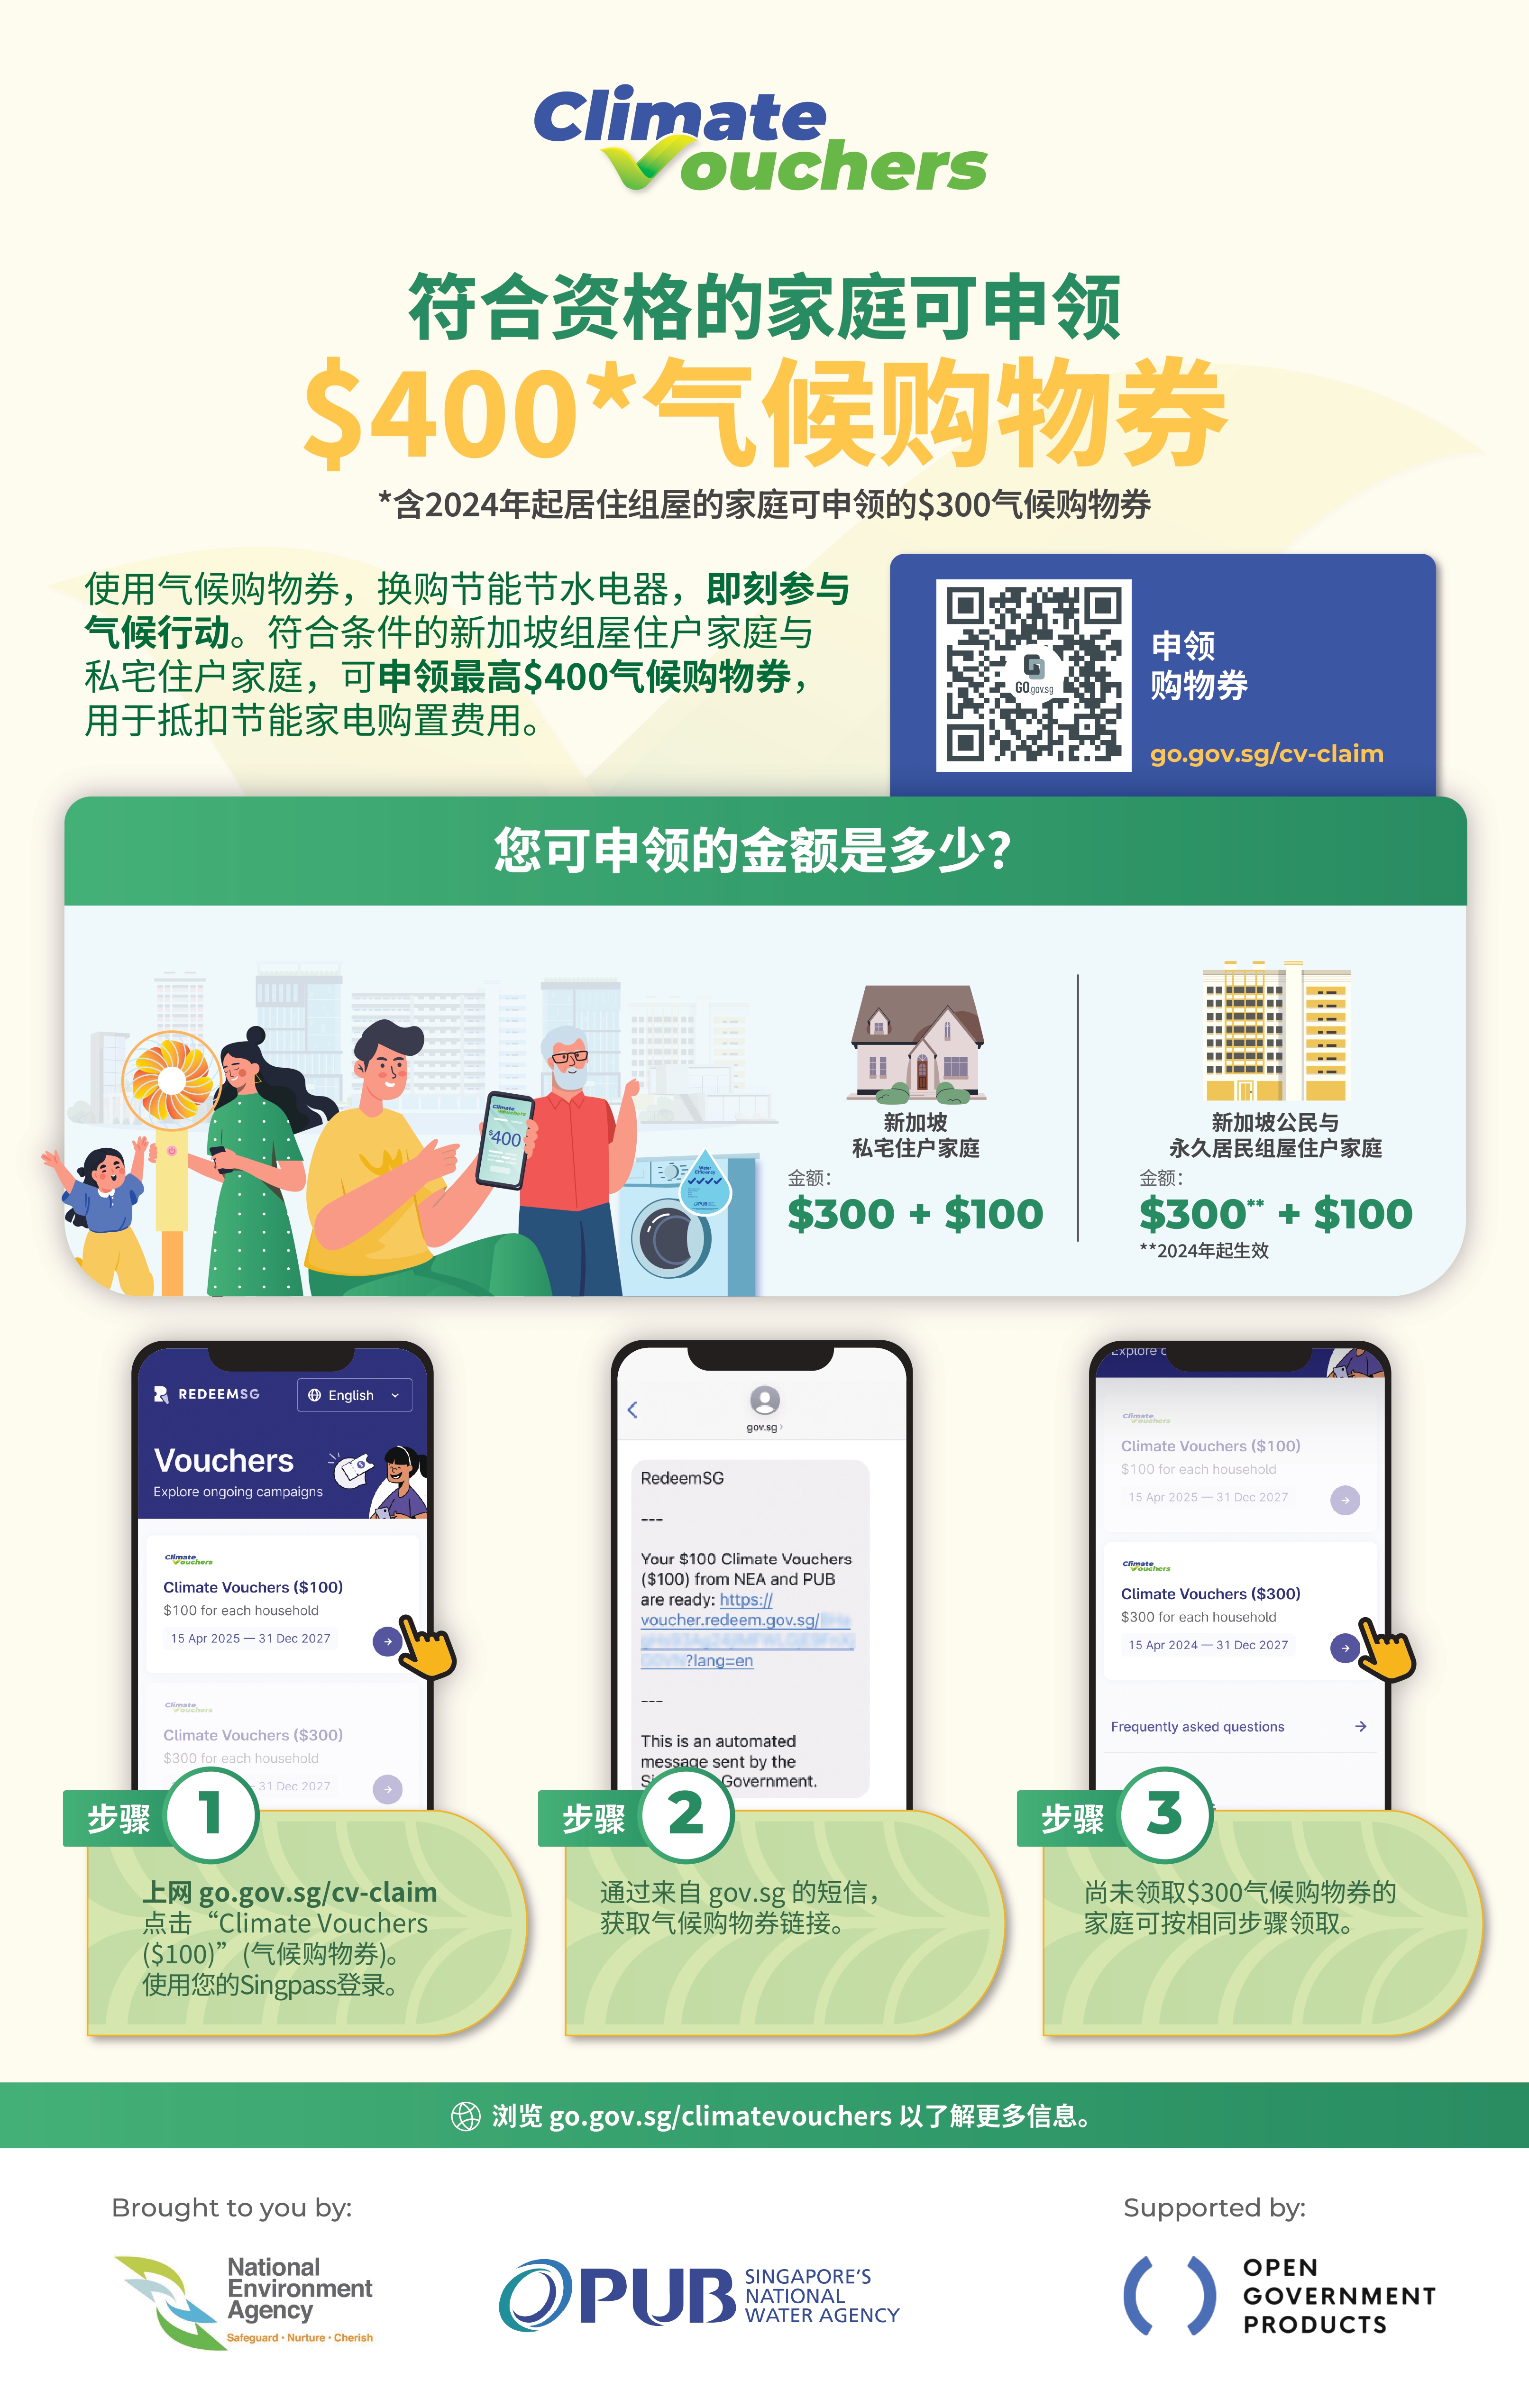 Climate
Vouchers
符合资格的家庭可申领
$400*气候购物券
*含2024年起居住组屋的家庭可申领的$300气候购物券
使用气候购物券，换购节能节水电器，即刻参与
气候行动。符合条件的新加坡组屋住户家庭与
私宅住户家庭，可申领最高$400气候购物券，
用于抵扣节能家电购置费用。
GO.gov.sg
申领
购物券
go.gov.sg/cv-claim
您可申领的金额是多少？
Climate
Vouchers
$400
Water
Efficiency
PUB
新加坡
私宅住户家庭
金额：
$300 + $100
新加坡公民与
永久居民组屋住户家庭
金额：
$300** + $100
**2024年起生效
REDEEMSG
English
Vouchers
Explore ongoing campaigns
Climate
Vouchers
Climate Vouchers ($100)
$100 for each household
15 Apr 2025 — 31 Dec 2027
Climate
Vouchers
Climate Vouchers ($300)
$300 for each household
31 Dec 2027
步骤 1
上网 go.gov.sg/cv-claim
点击“Climate Vouchers
($100)” (气候购物券)。
使用您的Singpass登录。
gov.sg
RedeemSG
---
Your $100 Climate Vouchers
($100) from NEA and PUB
are ready: https://
voucher.redeem.gov.sg/
?lang=en
---
This is an automated
message sent by the
Government.
步骤 2
通过来自 gov.sg 的短信，
获取气候购物券链接。
Explore
Climate
Vouchers
Climate Vouchers ($100)
$100 for each household
15 Apr 2025 — 31 Dec 2027
Climate
Vouchers
Climate Vouchers ($300)
$300 for each household
15 Apr 2024 — 31 Dec 2027
Frequently asked questions
步骤 3
尚未领取$300气候购物券的
家庭可按相同步骤领取。
浏览 go.gov.sg/climatevouchers 以了解更多信息。
Brought to you by:
National
Environment
Agency
Safeguard · Nurture · Cherish
PUB
SINGAPORE'S
NATIONAL
WATER AGENCY
Supported by:
OPEN
GOVERNMENT
PRODUCTS